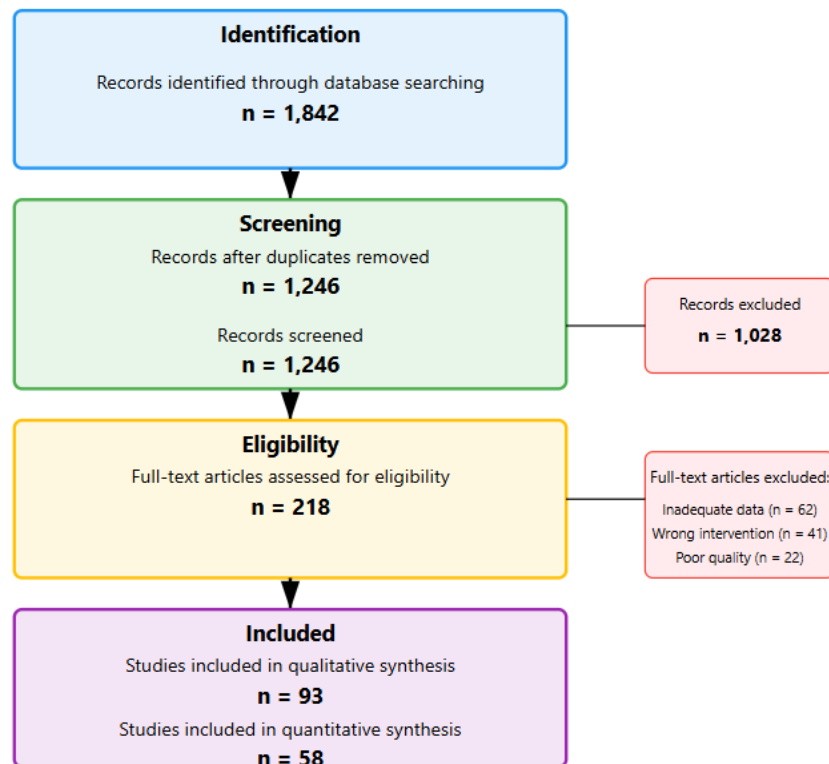 Identification
Records identified through database searching
n = 1,842
Screening
Records after duplicates removed
n = 1,246
Records screened
n = 1,246
Records excluded
n = 1,028
Eligibility
Full-text articles assessed for eligibility
n = 218
Full-text articles excluded:
Inadequate data (n = 62)
Wrong intervention (n = 41)
Poor quality (n = 22)
Included
Studies included in qualitative synthesis
n = 93
Studies included in quantitative synthesis
n = 58